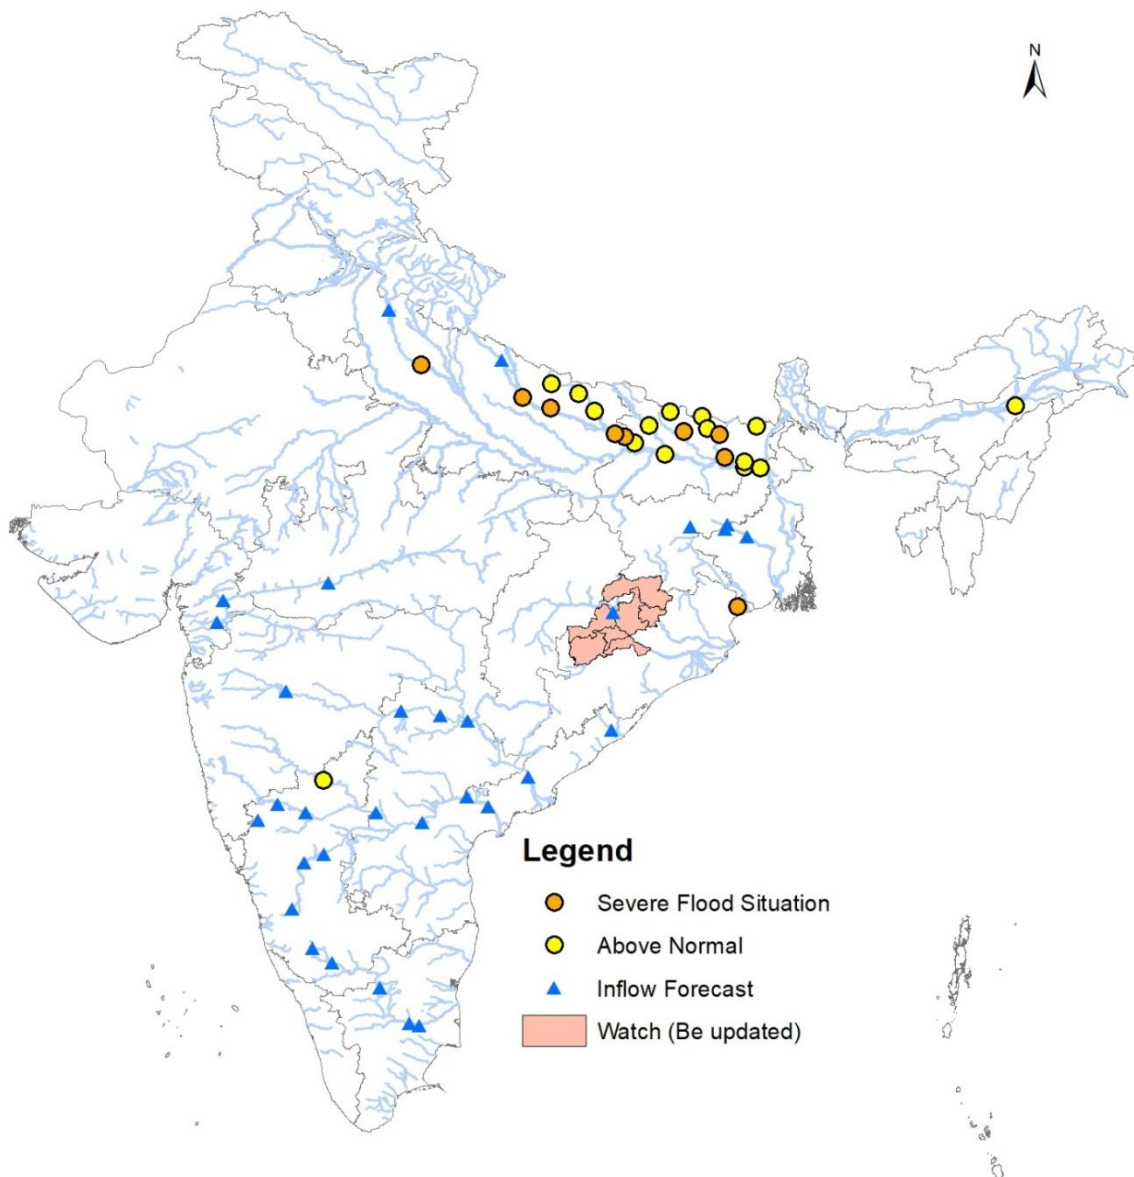 N
Legend
Severe Flood Situation
Above Normal
Inflow Forecast
Watch (Be updated)